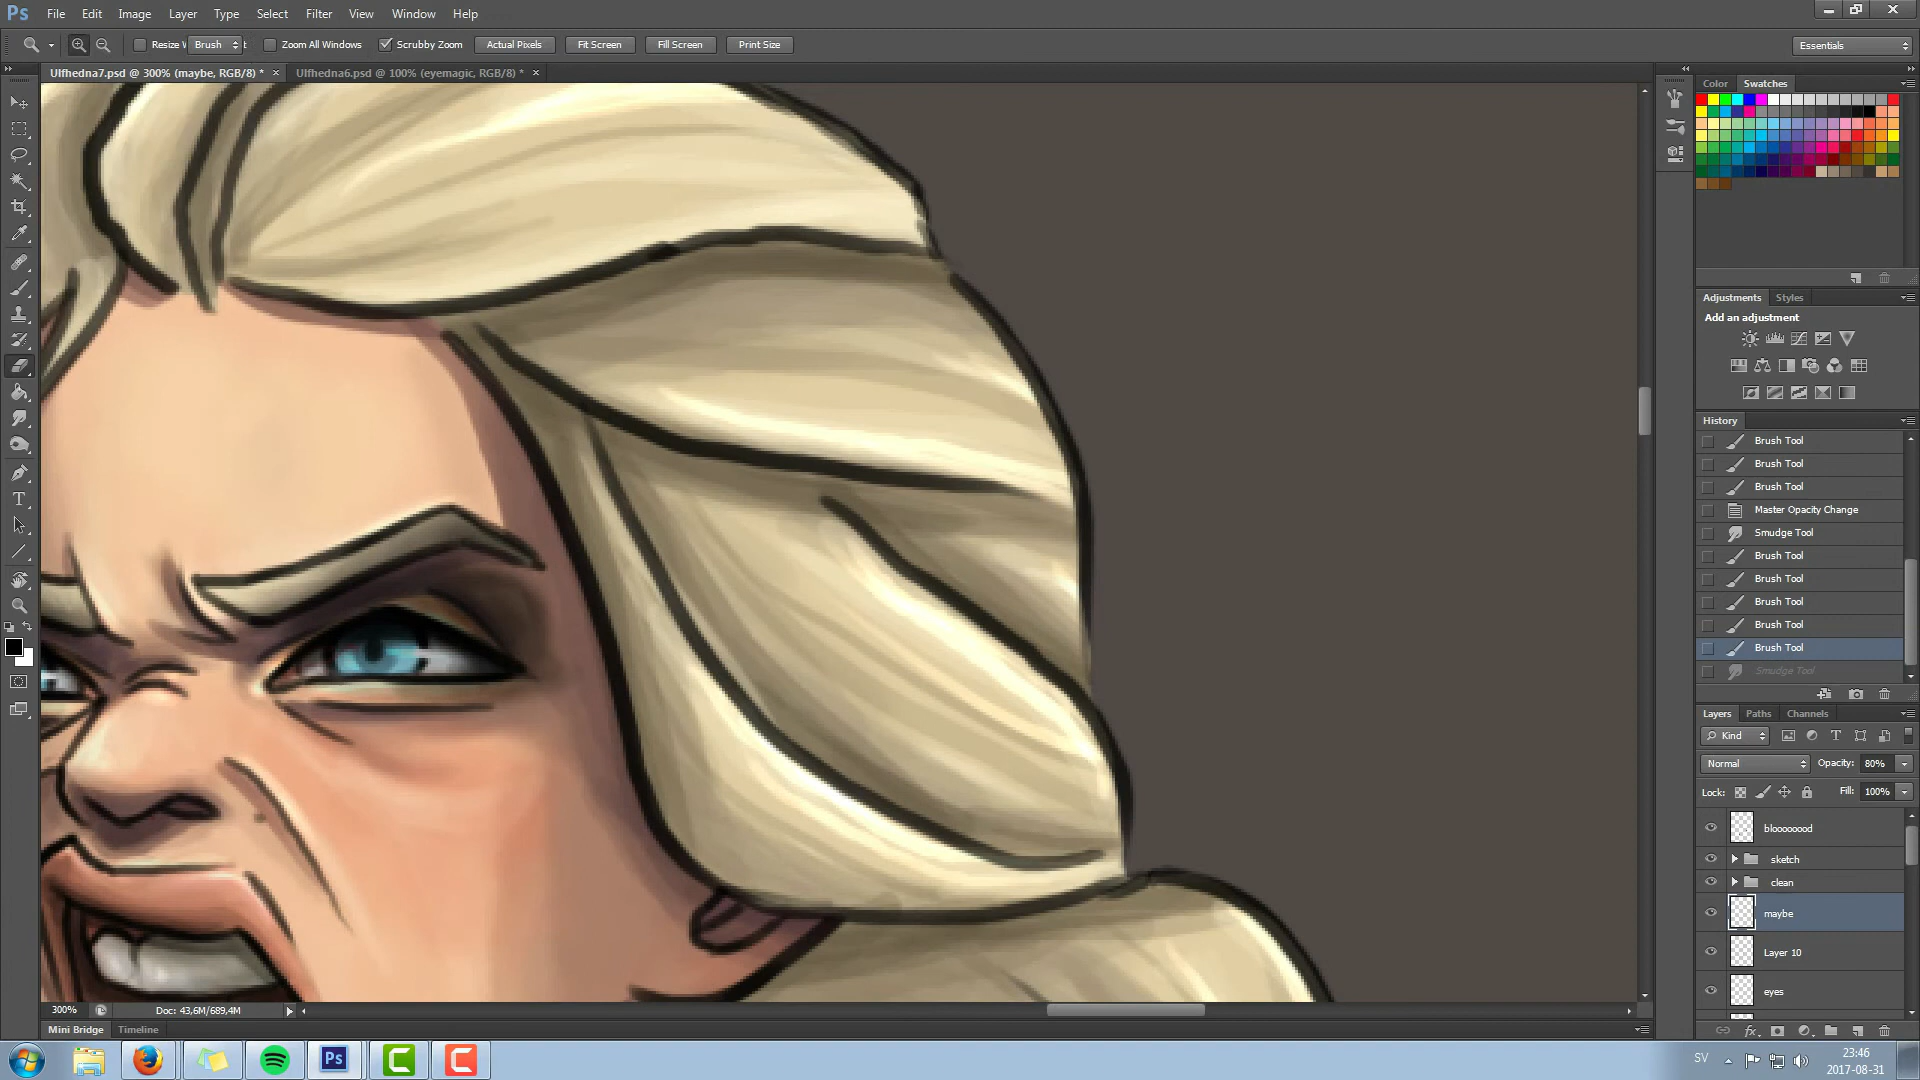 Ps File Edit Image Layer Type Select Filter View Window Help
Resize W Brush t Zoom All Windows Scrubby Zoom Actual Pixels Fit Screen Fill Screen Print Size Essentials
Ulfhedna7.psd @ 300% (maybe, RGB/8) * × Ulfhedna6.psd @ 100% (eyemagic, RGB/8) * ×
Color Swatches
Adjustments Styles
Add an adjustment
History
Brush Tool
Brush Tool
Brush Tool
Master Opacity Change
Smudge Tool
Brush Tool
Brush Tool
Brush Tool
Brush Tool
Brush Tool
Smudge Tool
Layers Paths Channels
Kind
Normal Opacity: 80%
Lock: Fill: 100%
blooooood
sketch
clean
maybe
Layer 10
eyes
300% Doc: 43,6M/689,4M
Mini Bridge Timeline
Ps SV 23:46
2017-08-31